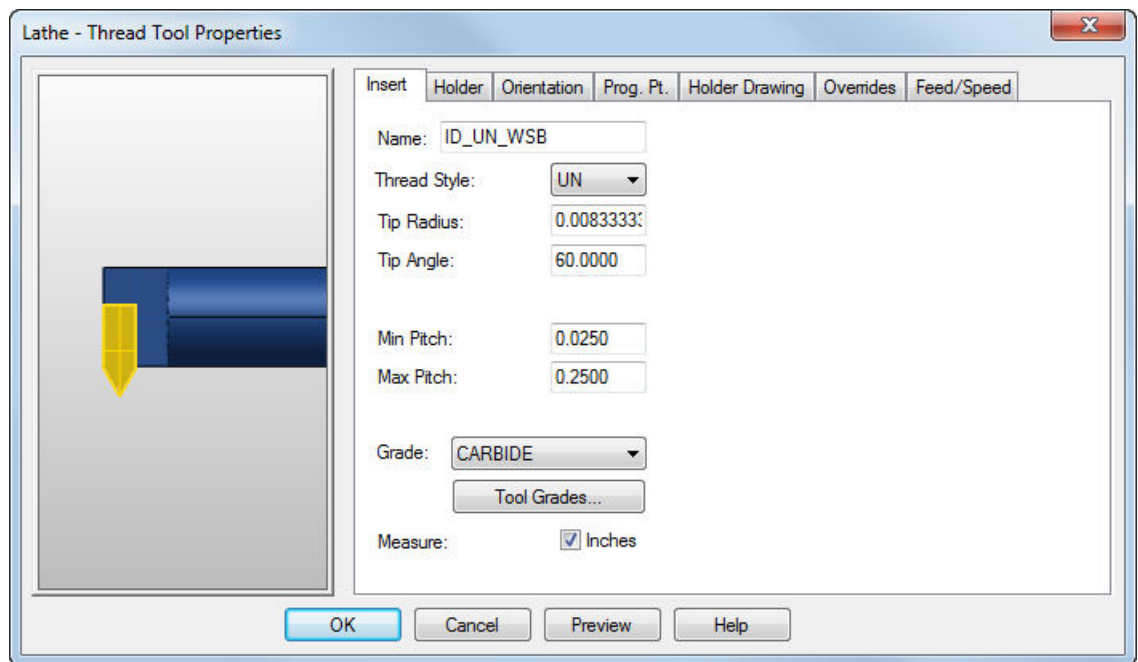 Lathe - Thread Tool Properties
Insert Holder Orientation Prog. Pt. Holder Drawing Overrides Feed/Speed
Name: ID_UN_WSB
Thread Style: UN
Tip Radius: 0.00833333
Tip Angle: 60.0000
Min Pitch: 0.0250
Max Pitch: 0.2500
Grade: CARBIDE
Tool Grades...
Measure: Inches
OK Cancel Preview Help